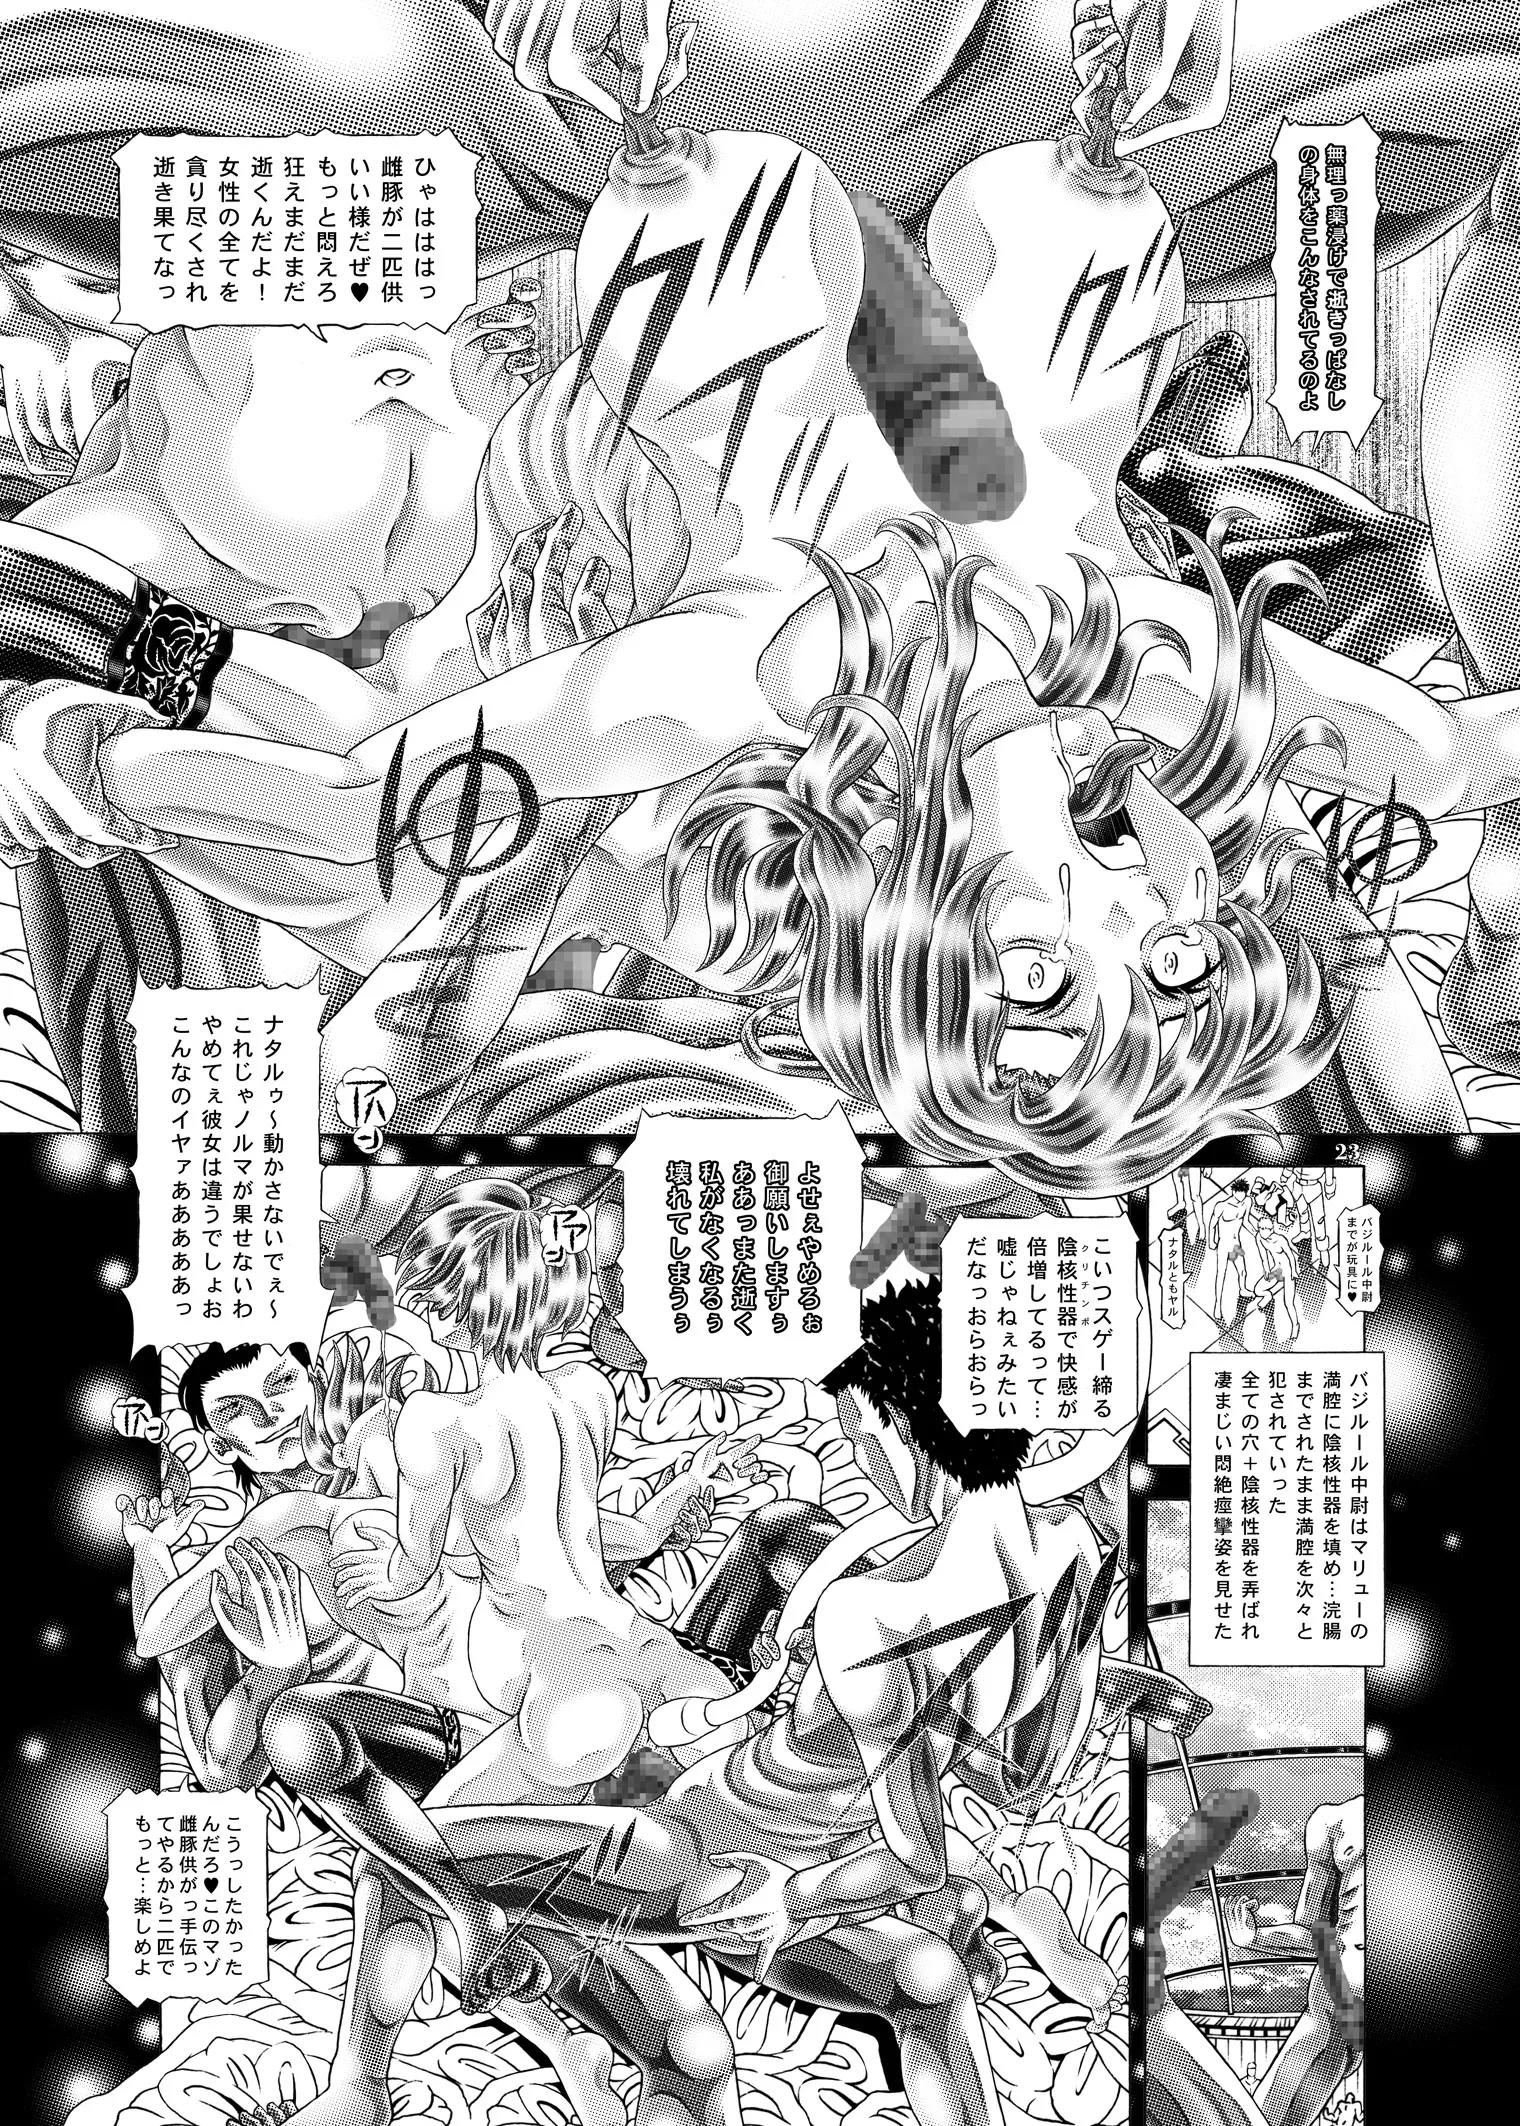 無理っ薬浸けで逝きっぱなし
の身体をこんなされてるのよ
ひゃはははっ
雌豚が二匹供
いい様だぜ♥
もっと悶えろ
狂えまだまだ
逝くんだよ！
女性の全てを
貪り尽くされ
逝き果てなっ
グイ
グイ
ナタルゥ～動かさないでぇ～
これじゃノルマが果せないわ
やめてぇ彼女は違うでしょお
こんなのイヤァあああああっ
23
バジルール中尉
までが玩具に♥
ナタルともヤル
バジルール中尉はマリューの
満腔に陰核性器を填め…浣腸
までされたまま満腔を次々と
犯されていった
全ての穴＋陰核性器を弄ばれ
凄まじい悶絶痙攣姿を見せた
こいつスゲー締る
陰核性器で快感が
クリチンポ
倍増してるって…
嘘じゃねぇみたい
だなっおらおらっ
よせぇやめろぉ
御願いしますぅ
ああっまた逝く
私がなくなるぅ
壊れてしまうぅ
こうっしたかった
んだろ♥このマゾ
雌豚供がっ手伝っ
てやるから二匹で
もっと…楽しめよ